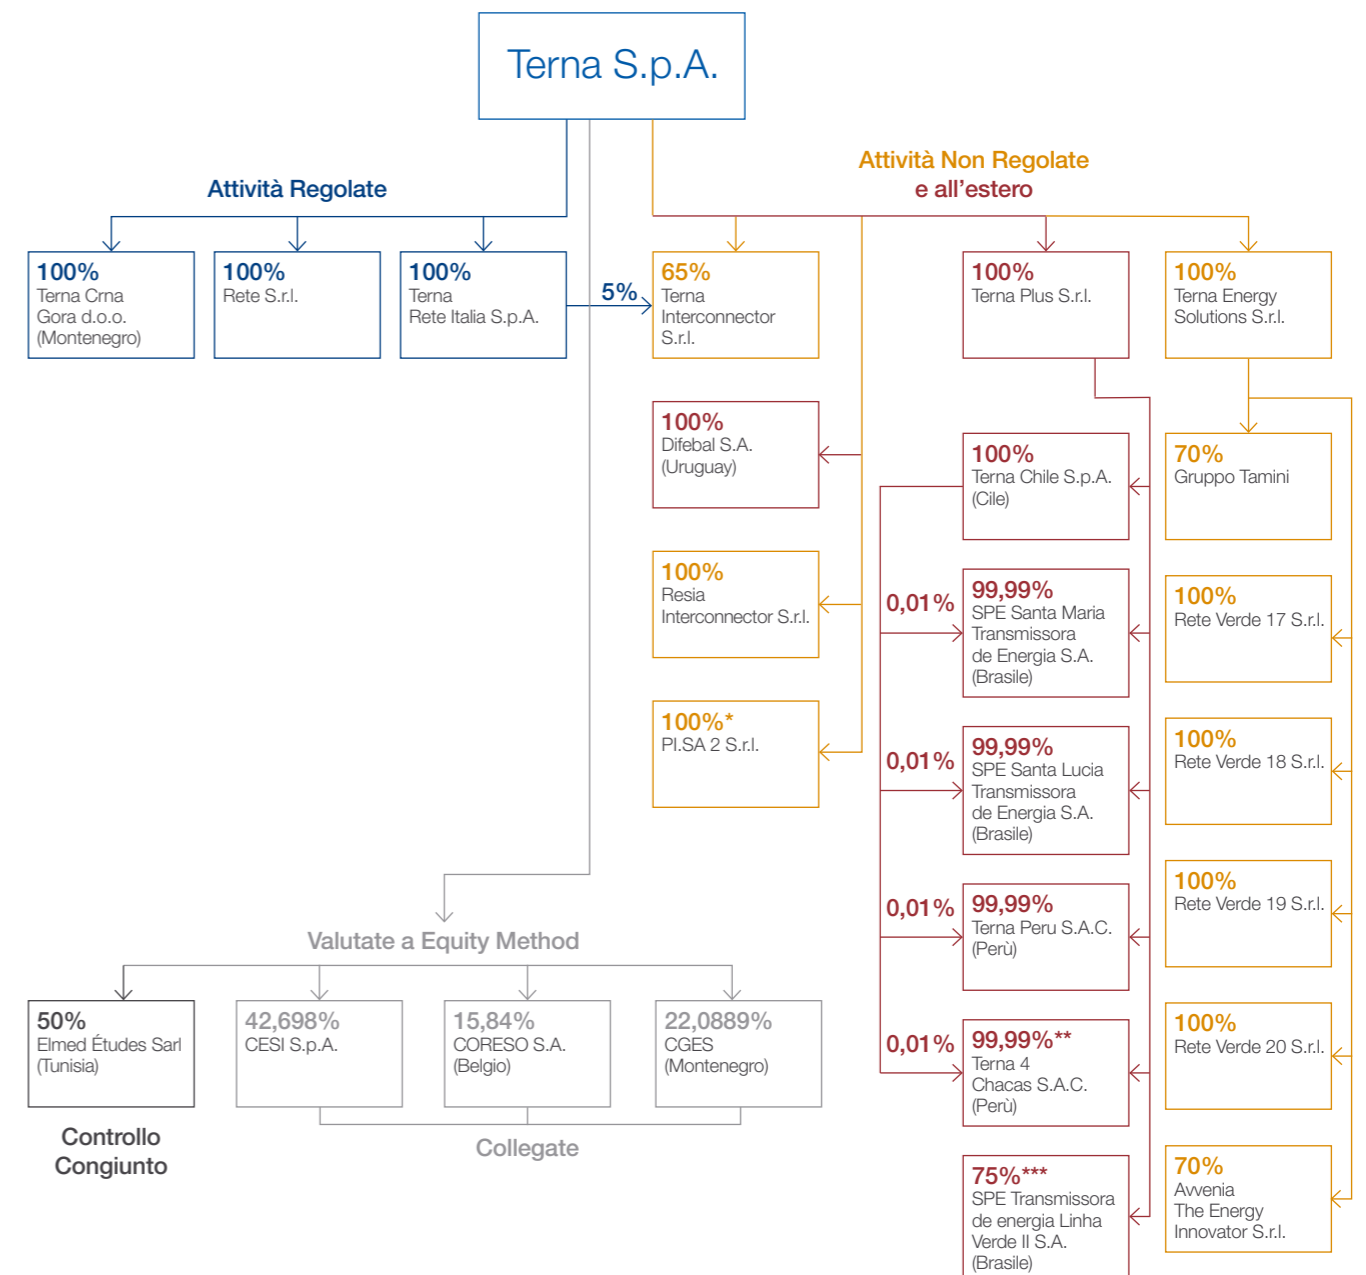 Terna S.p.A.
Attività Regolate
Attività Non Regolate
e all'estero
100%
Terna Crna
Gora d.o.o.
(Montenegro)
100%
Rete S.r.l.
100%
Terna
Rete Italia S.p.A.
5%
65%
Terna
Interconnector
S.r.l.
100%
Terna Plus S.r.l.
100%
Terna Energy
Solutions S.r.l.
100%
Difebal S.A.
(Uruguay)
100%
Resia
Interconnector S.r.l.
100%*
PI.SA 2 S.r.l.
100%
Terna Chile S.p.A.
(Cile)
0,01%
99,99%
SPE Santa Maria
Transmissora
de Energia S.A.
(Brasile)
0,01%
99,99%
SPE Santa Lucia
Transmissora
de Energia S.A.
(Brasile)
0,01%
99,99%
Terna Peru S.A.C.
(Perù)
0,01%
99,99%**
Terna 4
Chacas S.A.C.
(Perù)
75%***
SPE Transmissora
de energia Linha
Verde II S.A.
(Brasile)
70%
Gruppo Tamini
100%
Rete Verde 17 S.r.l.
100%
Rete Verde 18 S.r.l.
100%
Rete Verde 19 S.r.l.
100%
Rete Verde 20 S.r.l.
70%
Avvenia
The Energy
Innovator S.r.l.
Valutate a Equity Method
50%
Elmed Études Sarl
(Tunisia)
42,698%
CESI S.p.A.
15,84%
CORESO S.A.
(Belgio)
22,0889%
CGES
(Montenegro)
Controllo
Congiunto
Collegate